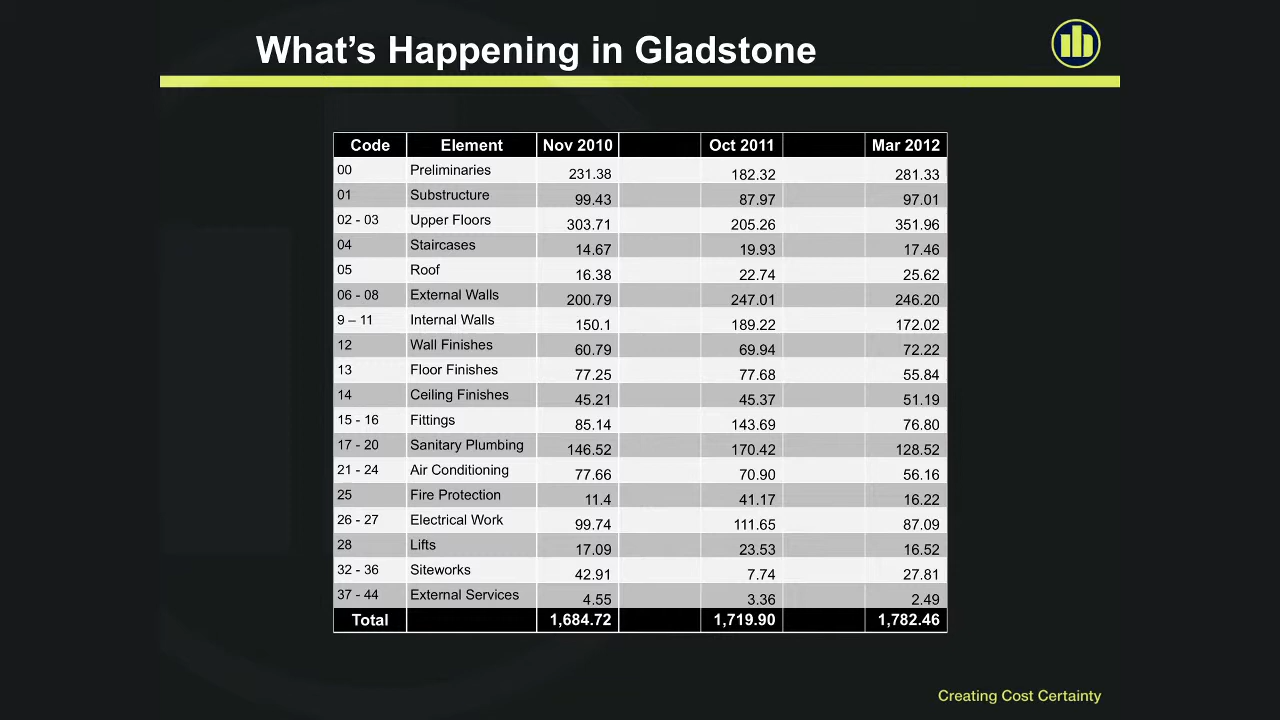 What's Happening in Gladstone
Code Element Nov 2010 Oct 2011 Mar 2012
00 Preliminaries 231.38 182.32 281.33
01 Substructure 99.43 87.97 97.01
02 - 03 Upper Floors 303.71 205.26 351.96
04 Staircases 14.67 19.93 17.46
05 Roof 16.38 22.74 25.62
06 - 08 External Walls 200.79 247.01 246.20
9 – 11 Internal Walls 150.1 189.22 172.02
12 Wall Finishes 60.79 69.94 72.22
13 Floor Finishes 77.25 77.68 55.84
14 Ceiling Finishes 45.21 45.37 51.19
15 - 16 Fittings 85.14 143.69 76.80
17 - 20 Sanitary Plumbing 146.52 170.42 128.52
21 - 24 Air Conditioning 77.66 70.90 56.16
25 Fire Protection 11.4 41.17 16.22
26 - 27 Electrical Work 99.74 111.65 87.09
28 Lifts 17.09 23.53 16.52
32 - 36 Siteworks 42.91 7.74 27.81
37 - 44 External Services 4.55 3.36 2.49
Total 1,684.72 1,719.90 1,782.46
Creating Cost Certainty